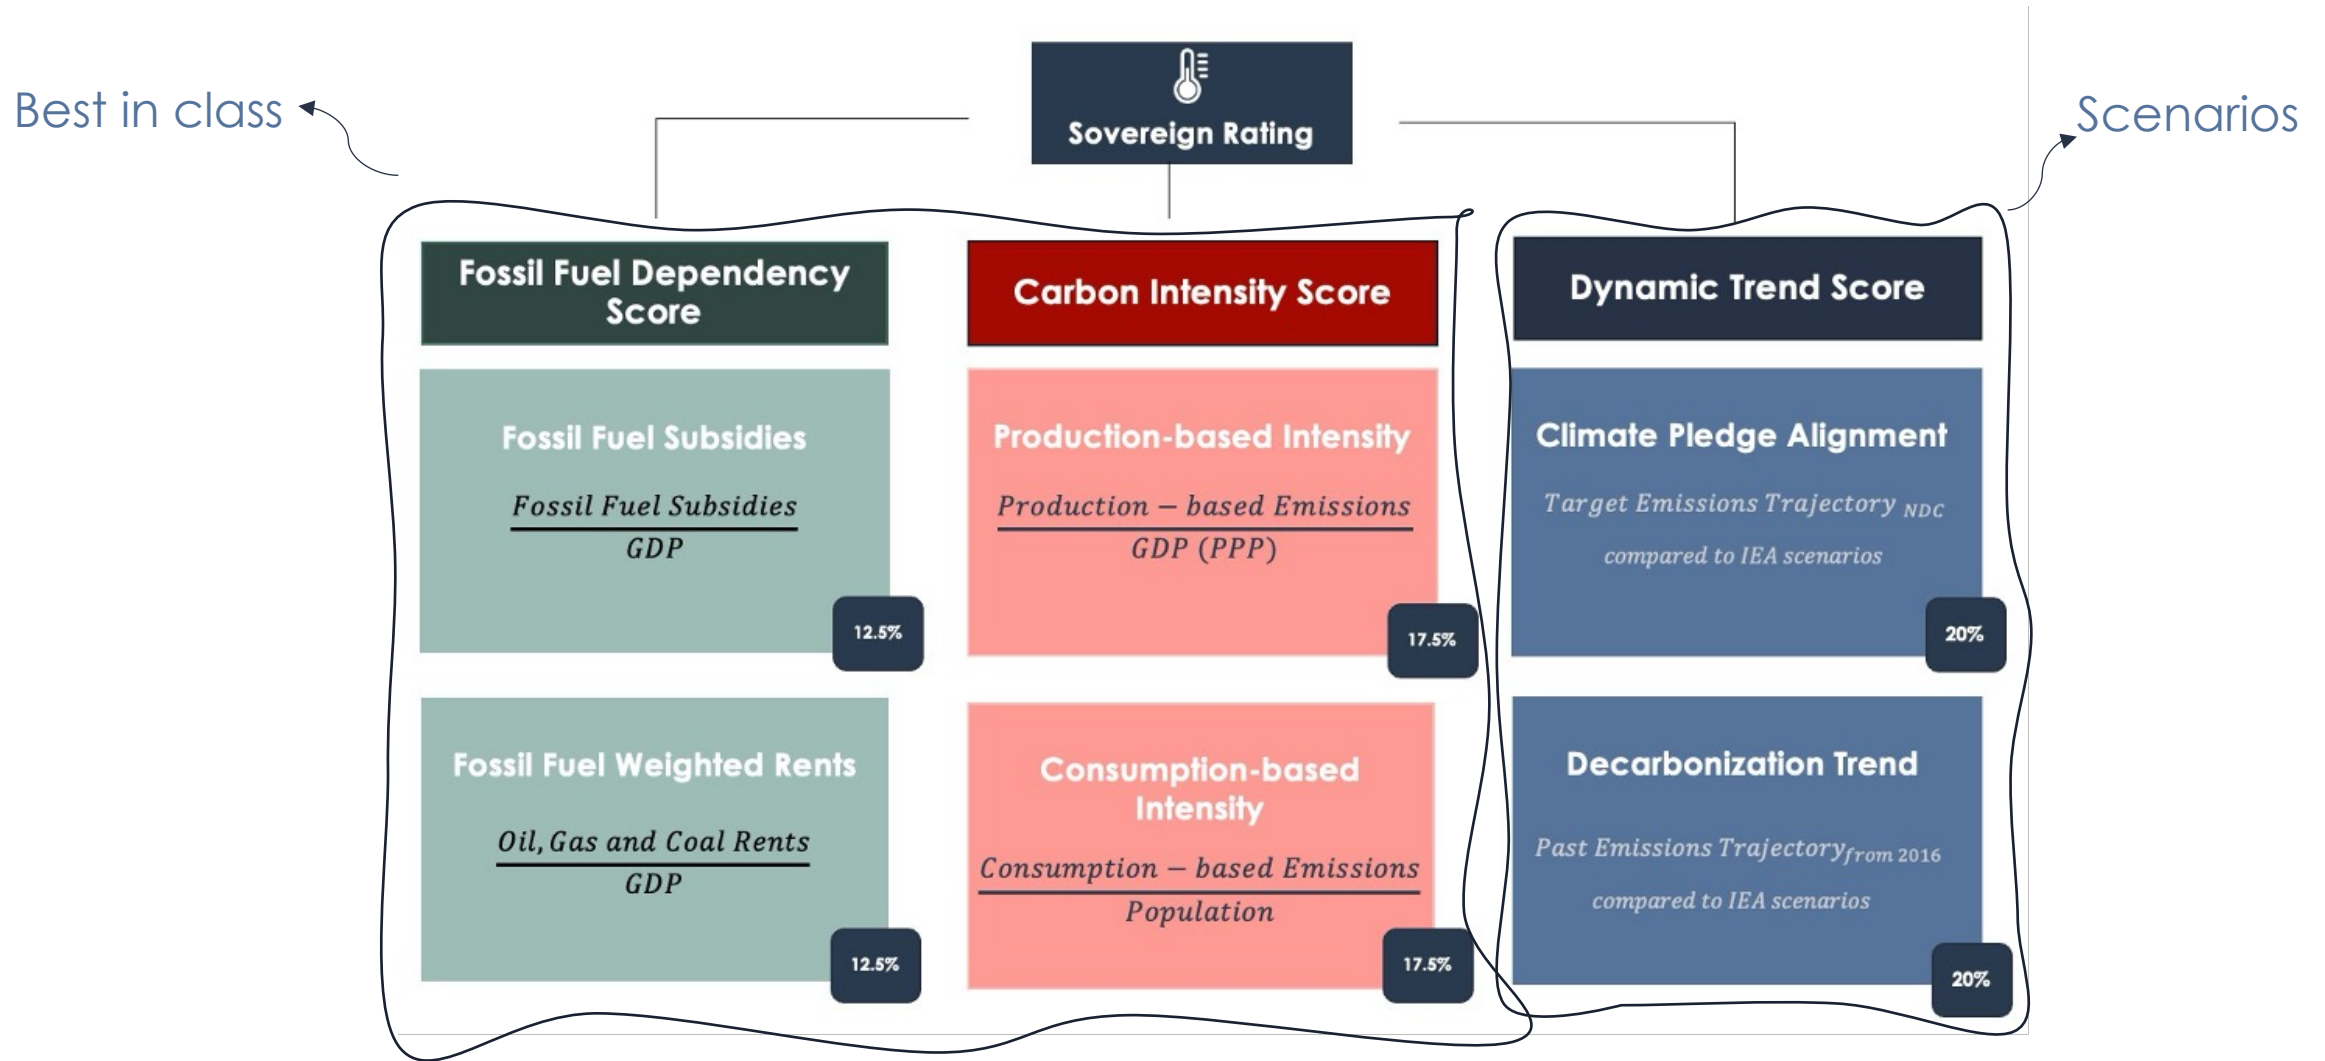 Best in class
Sovereign Rating
Scenarios
Fossil Fuel Dependency
Score
Fossil Fuel Subsidies
Fossil Fuel Subsidies
GDP
12.5%
Fossil Fuel Weighted Rents
Oil, Gas and Coal Rents
GDP
12.5%
Carbon Intensity Score
Production-based Intensity
Production – based Emissions
GDP (PPP)
17.5%
Consumption-based
Intensity
Consumption – based Emissions
Population
17.5%
Dynamic Trend Score
Climate Pledge Alignment
Target Emissions Trajectory NDC
compared to IEA scenarios
20%
Decarbonization Trend
Past Emissions Trajectory from 2016
compared to IEA scenarios
20%